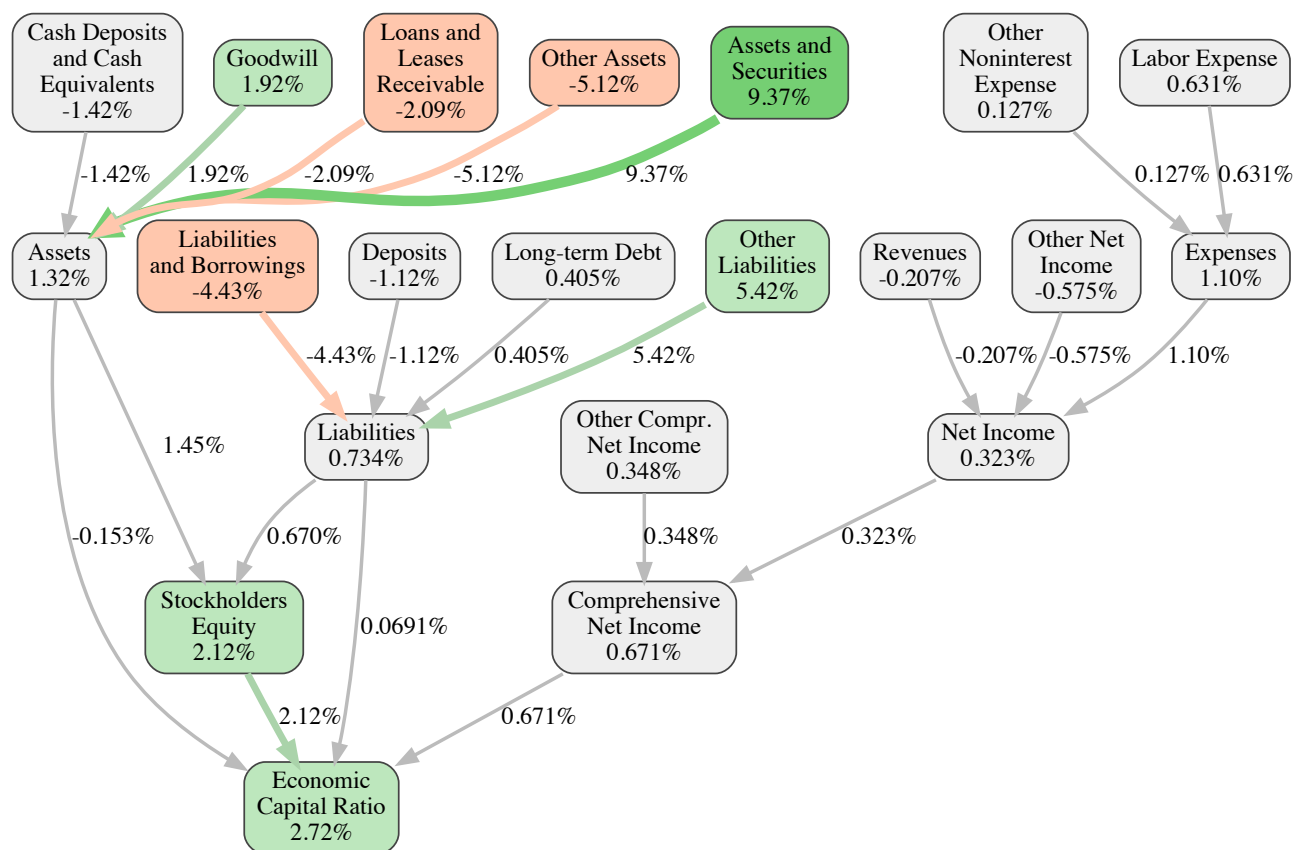 Cash Deposits
and Cash
Equivalents
-1.42%
Goodwill
1.92%
Loans and
Leases
Receivable
-2.09%
Other Assets
-5.12%
Assets and
Securities
9.37%
Other
Noninterest
Expense
0.127%
Labor Expense
0.631%
-1.42%
1.92%
-2.09%
-5.12%
9.37%
0.127%
0.631%
Assets
1.32%
Liabilities
and Borrowings
-4.43%
Deposits
-1.12%
Long-term Debt
0.405%
Other
Liabilities
5.42%
Revenues
-0.207%
Other Net
Income
-0.575%
Expenses
1.10%
-4.43%
-1.12%
0.405%
5.42%
-0.207%
-0.575%
1.10%
1.45%
Liabilities
0.734%
Other Compr.
Net Income
0.348%
Net Income
0.323%
-0.153%
0.670%
0.348%
0.323%
Stockholders
Equity
2.12%
0.0691%
Comprehensive
Net Income
0.671%
2.12%
0.671%
Economic
Capital Ratio
2.72%